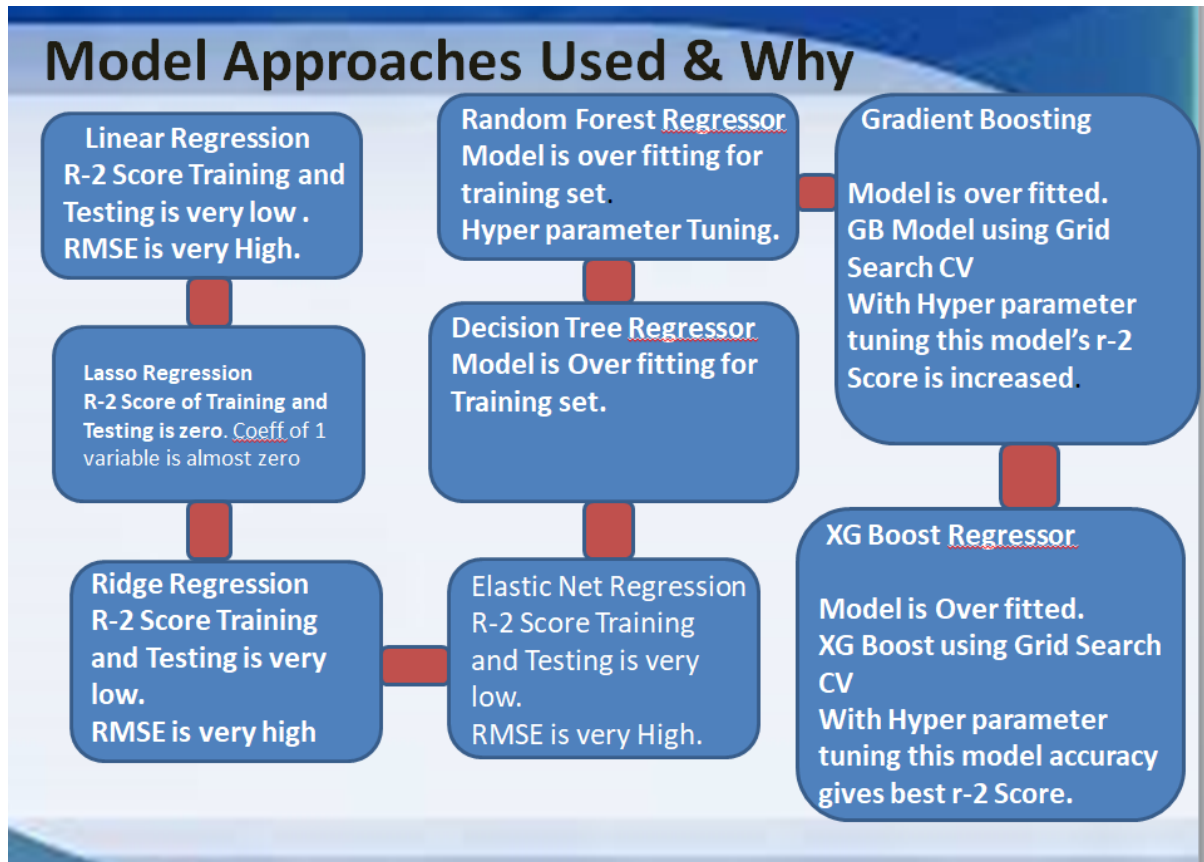 Model Approaches Used & Why
Linear Regression
R-2 Score Training and
Testing is very low .
RMSE is very High.
Lasso Regression
R-2 Score of Training and
Testing is zero. Coeff of 1
variable is almost zero
Ridge Regression
R-2 Score Training
and Testing is very
low.
RMSE is very high
Elastic Net Regression
R-2 Score Training
and Testing is very
low.
RMSE is very High.
Decision Tree Regressor
Model is Over fitting for
Training set.
Random Forest Regressor
Model is over fitting for
training set.
Hyper parameter Tuning.
Gradient Boosting
Model is over fitted.
GB Model using Grid
Search CV
With Hyper parameter
tuning this model’s r-2
Score is increased.
XG Boost Regressor
Model is Over fitted.
XG Boost using Grid Search
CV
With Hyper parameter
tuning this model accuracy
gives best r-2 Score.